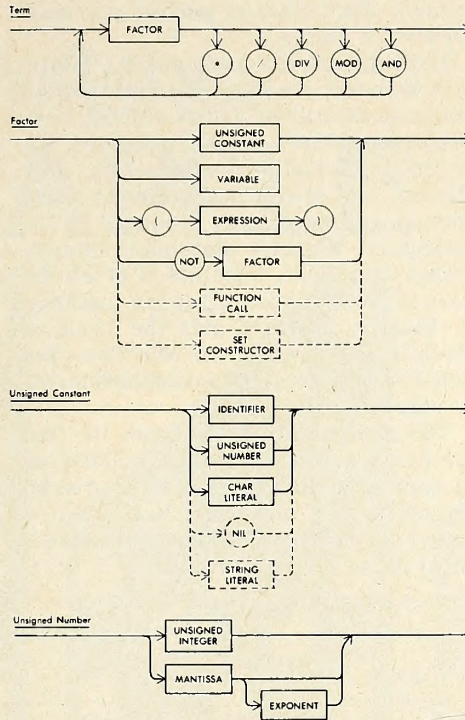 Term
FACTOR
* / DIV MOD AND
Factor
UNSIGNED
CONSTANT
VARIABLE
( EXPRESSION )
NOT FACTOR
FUNCTION
CALL
SET
CONSTRUCTOR
Unsigned Constant
IDENTIFIER
UNSIGNED
NUMBER
CHAR
LITERAL
NIL
STRING
LITERAL
Unsigned Number
UNSIGNED
INTEGER
MANTISSA
EXPONENT